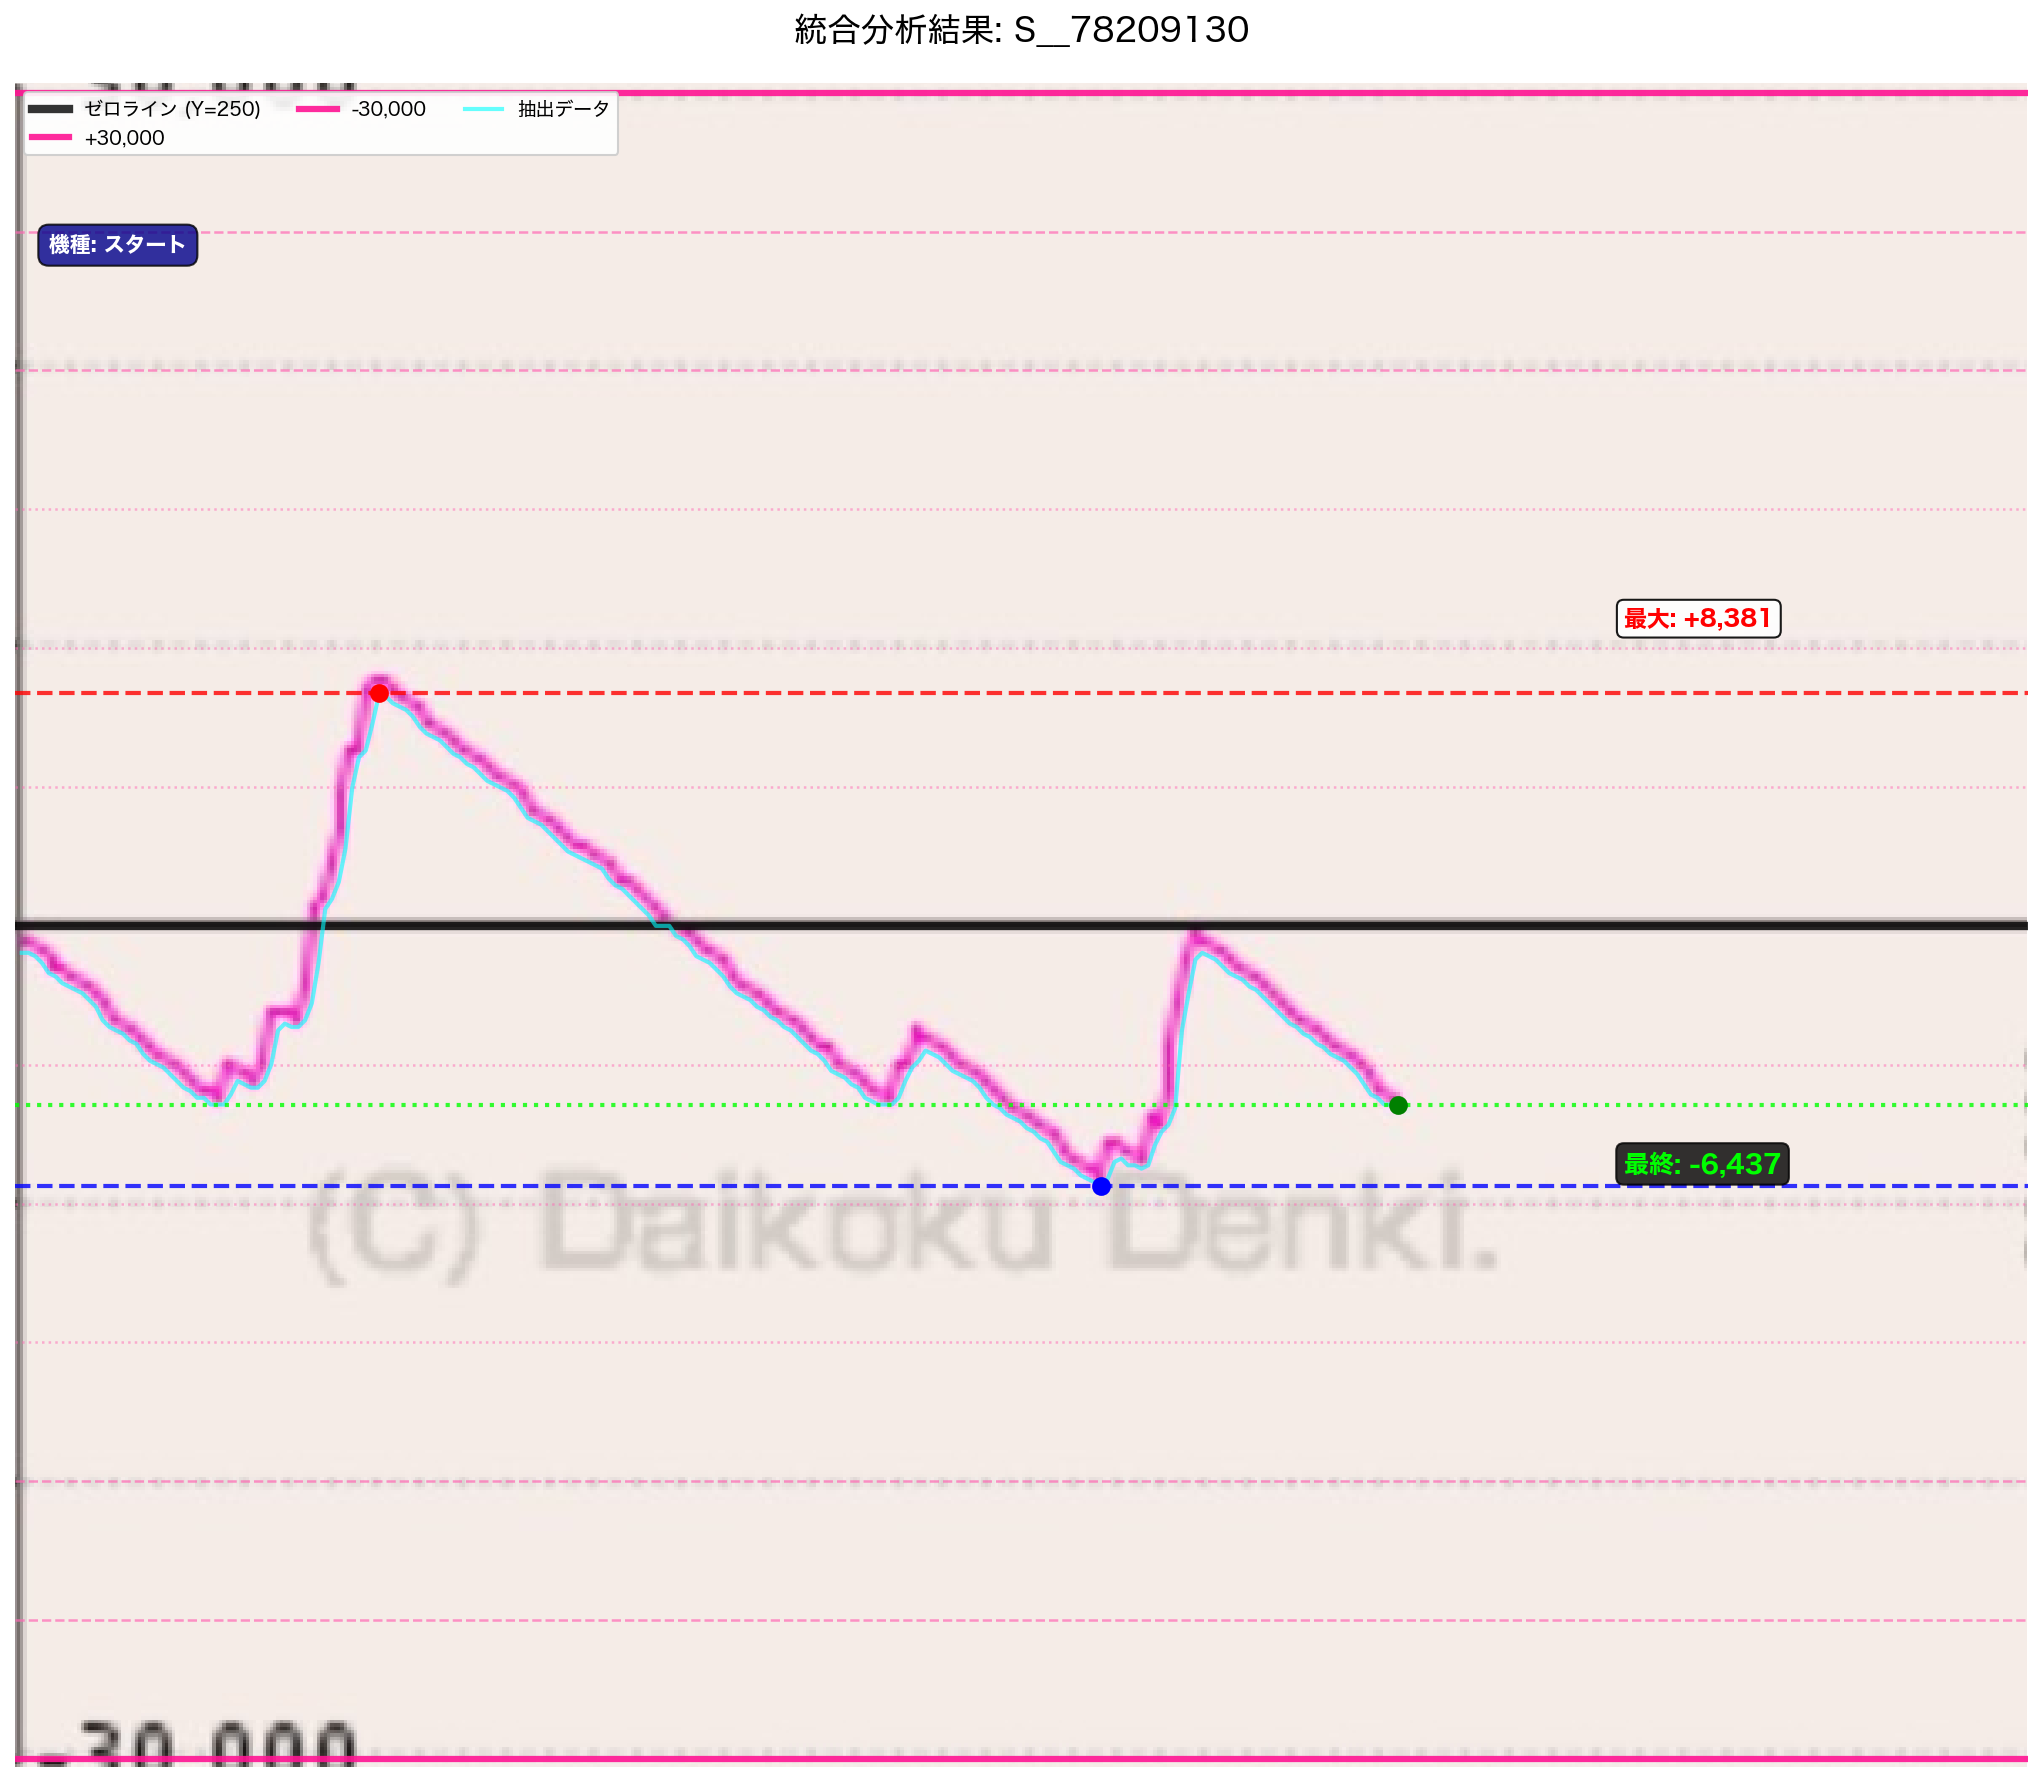 統合分析結果: S__78209130
ゼロライン (Y=250)
+30,000
-30,000
抽出データ
機種: スタート
最大: +8,381
最終: -6,437
(C) Daikoku Denki.
-30,000